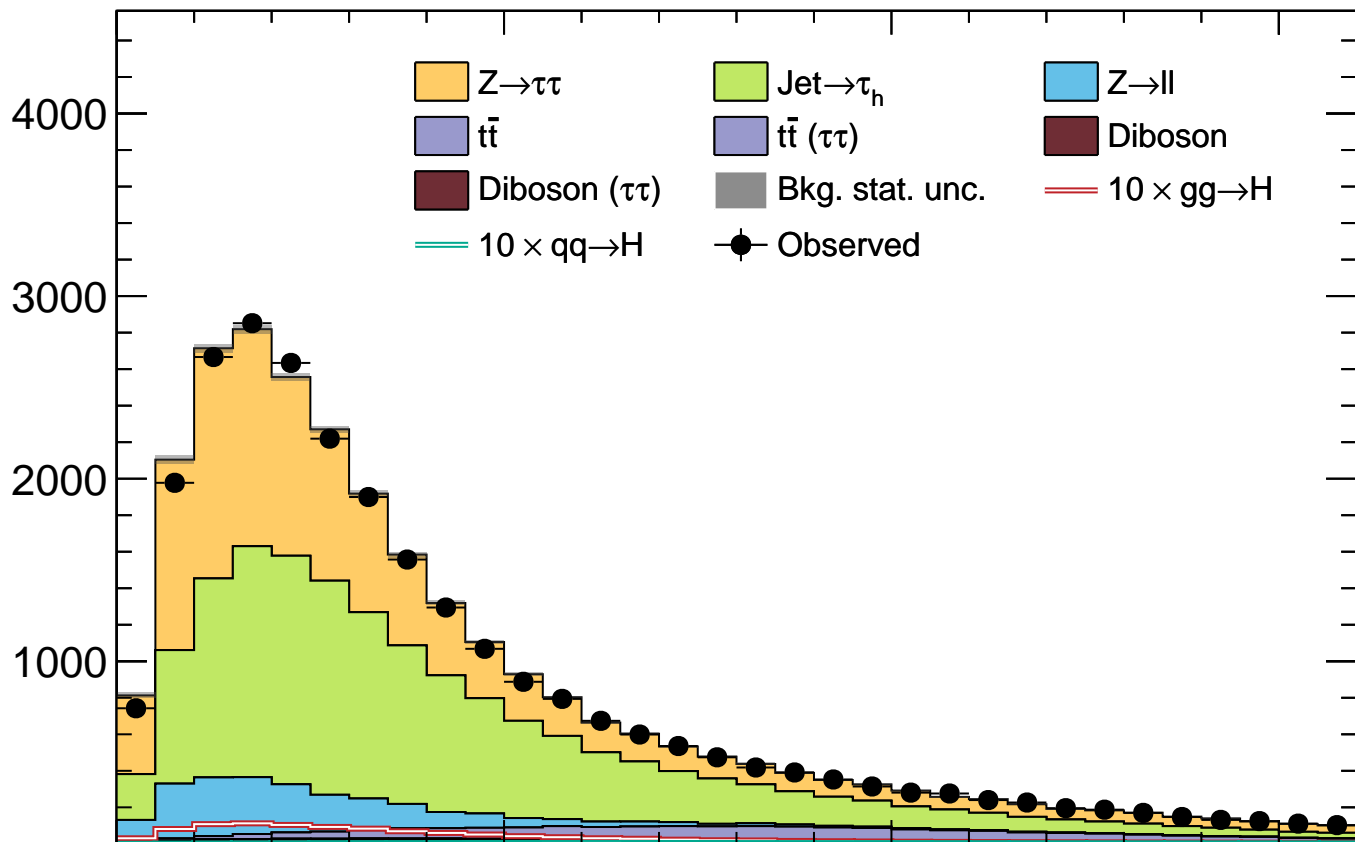 4000
3000
2000
1000
Z→ττ Jet→τh Z→ll
tt̄ tt̄ (ττ) Diboson
Diboson (ττ) Bkg. stat. unc. 10 × gg→H
10 × qq→H Observed